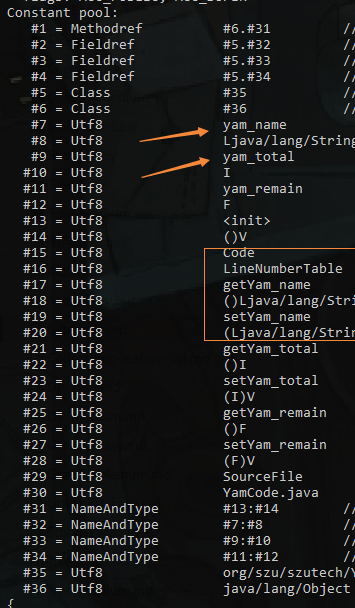 Constant pool:
#1 = Methodref #6.#31 //
#2 = Fieldref #5.#32 //
#3 = Fieldref #5.#33 //
#4 = Fieldref #5.#34 //
#5 = Class #35 //
#6 = Class #36 //
#7 = Utf8 yam_name
#8 = Utf8 Ljava/lang/String
#9 = Utf8 yam_total
#10 = Utf8 I
#11 = Utf8 yam_remain
#12 = Utf8 F
#13 = Utf8 <init>
#14 = Utf8 ()V
#15 = Utf8 Code
#16 = Utf8 LineNumberTable
#17 = Utf8 getYam_name
#18 = Utf8 ()Ljava/lang/Stri
#19 = Utf8 setYam_name
#20 = Utf8 (Ljava/lang/Strin
#21 = Utf8 getYam_total
#22 = Utf8 ()I
#23 = Utf8 setYam_total
#24 = Utf8 (I)V
#25 = Utf8 getYam_remain
#26 = Utf8 ()F
#27 = Utf8 setYam_remain
#28 = Utf8 (F)V
#29 = Utf8 SourceFile
#30 = Utf8 YamCode.java
#31 = NameAndType #13:#14 //
#32 = NameAndType #7:#8 //
#33 = NameAndType #9:#10 //
#34 = NameAndType #11:#12 //
#35 = Utf8 org/szu/szutech/Y
#36 = Utf8 java/lang/Object
{